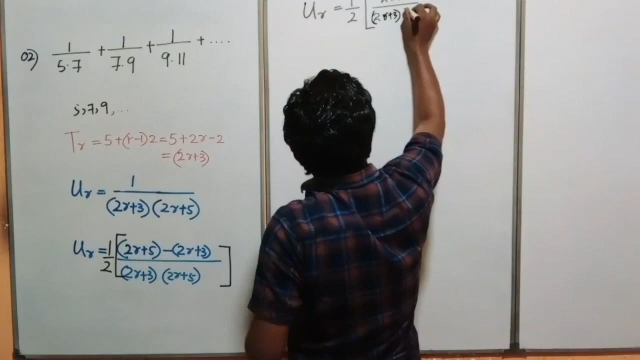 02) 1/5·7 + 1/7·9 + 1/9·11 + ....
5,7,9, ...
Tr = 5+(r-1)2 = 5+2r-2
= (2r+3)
Ur = 1/(2r+3)(2r+5)
Ur = 1/2 [(2r+5)-(2r+3)/(2r+3)(2r+5)]
Ur = 1/2 [ (2r+3)